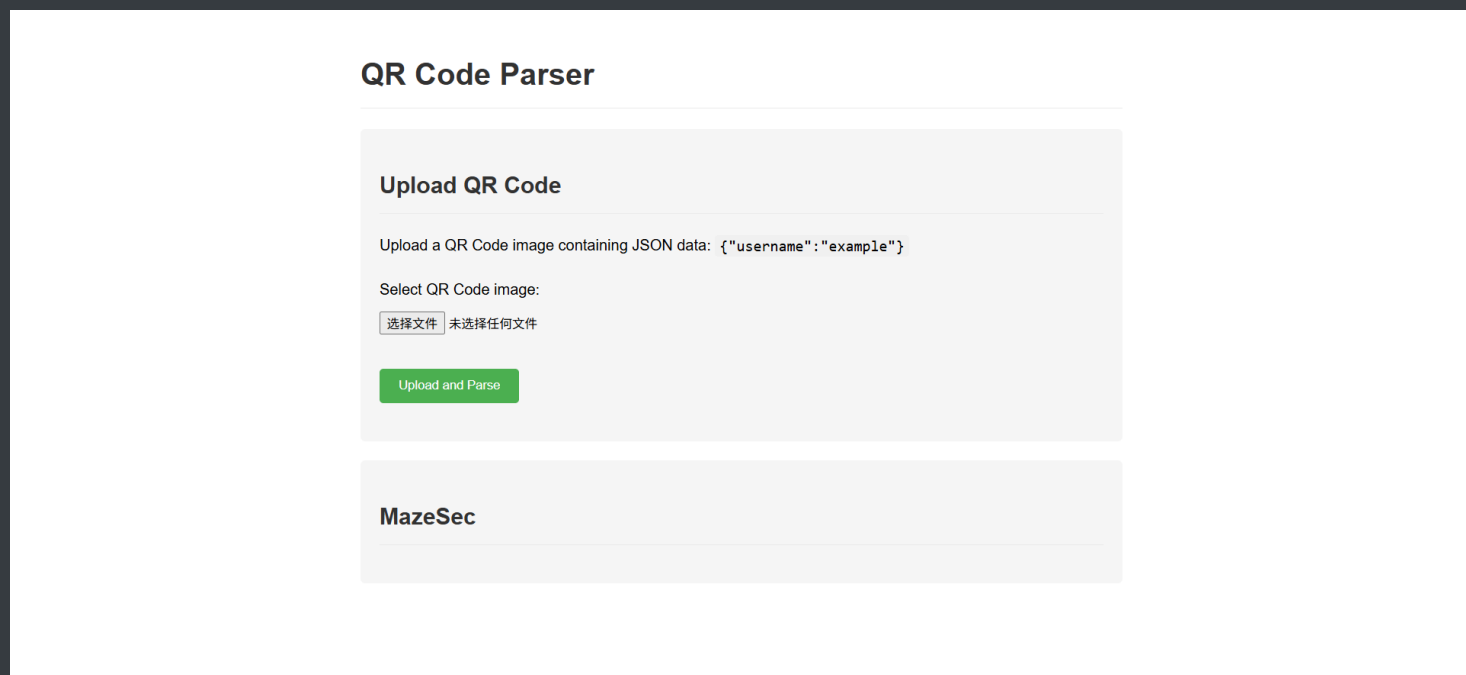 QR Code Parser
Upload QR Code
Upload a QR Code image containing JSON data: {"username":"example"}
Select QR Code image:
选择文件 未选择任何文件
Upload and Parse
MazeSec